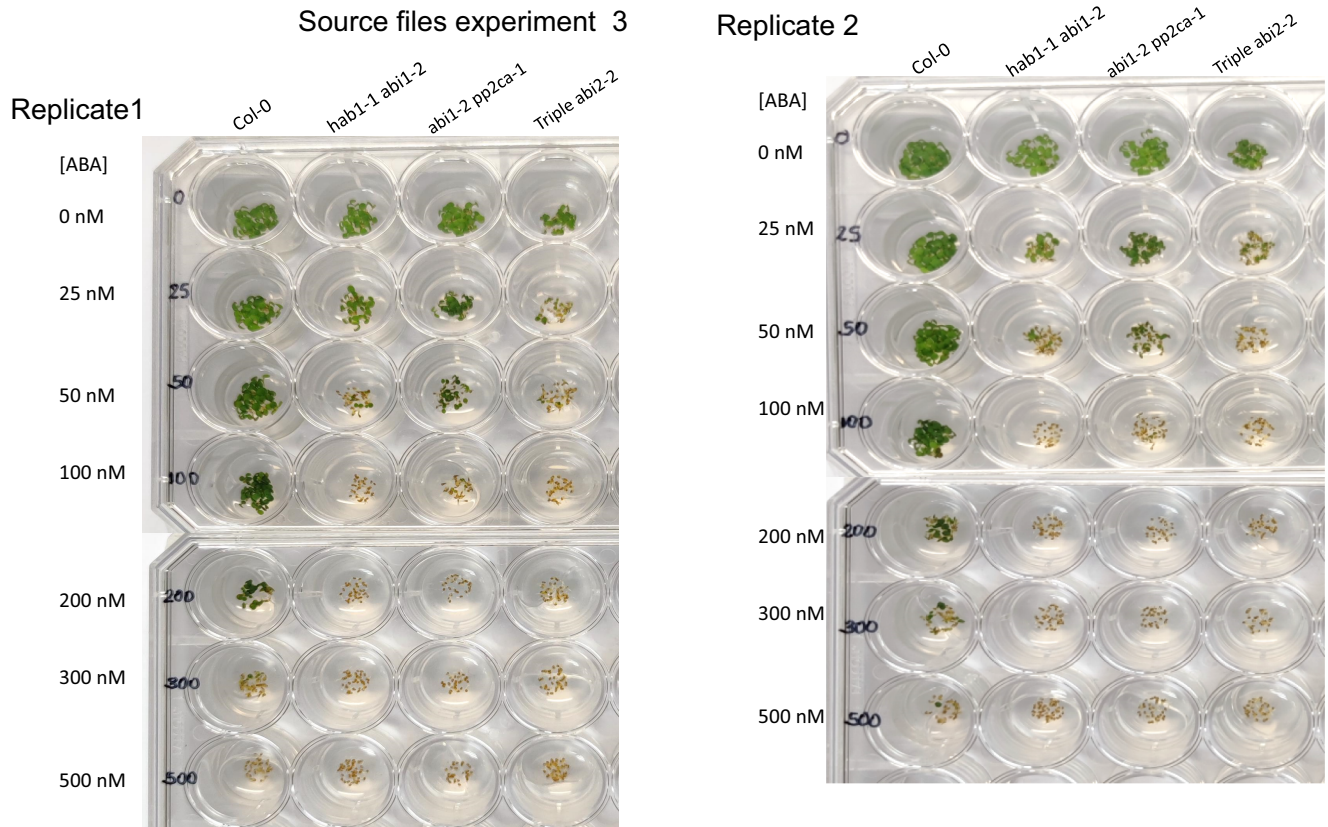 Source files experiment 3
Replicate1
Col-0
hab1-1 abi1-2
abi1-2 pp2ca-1
Triple abi2-2
[ABA]
0 nM
0
25 nM
25
50 nM
50
100 nM
100
200 nM
200
300 nM
300
500 nM
500
Replicate 2
Col-0
hab1-1 abi1-2
abi1-2 pp2ca-1
Triple abi2-2
[ABA]
0 nM
0
25 nM
25
50 nM
50
100 nM
100
200 nM
200
300 nM
300
500 nM
500